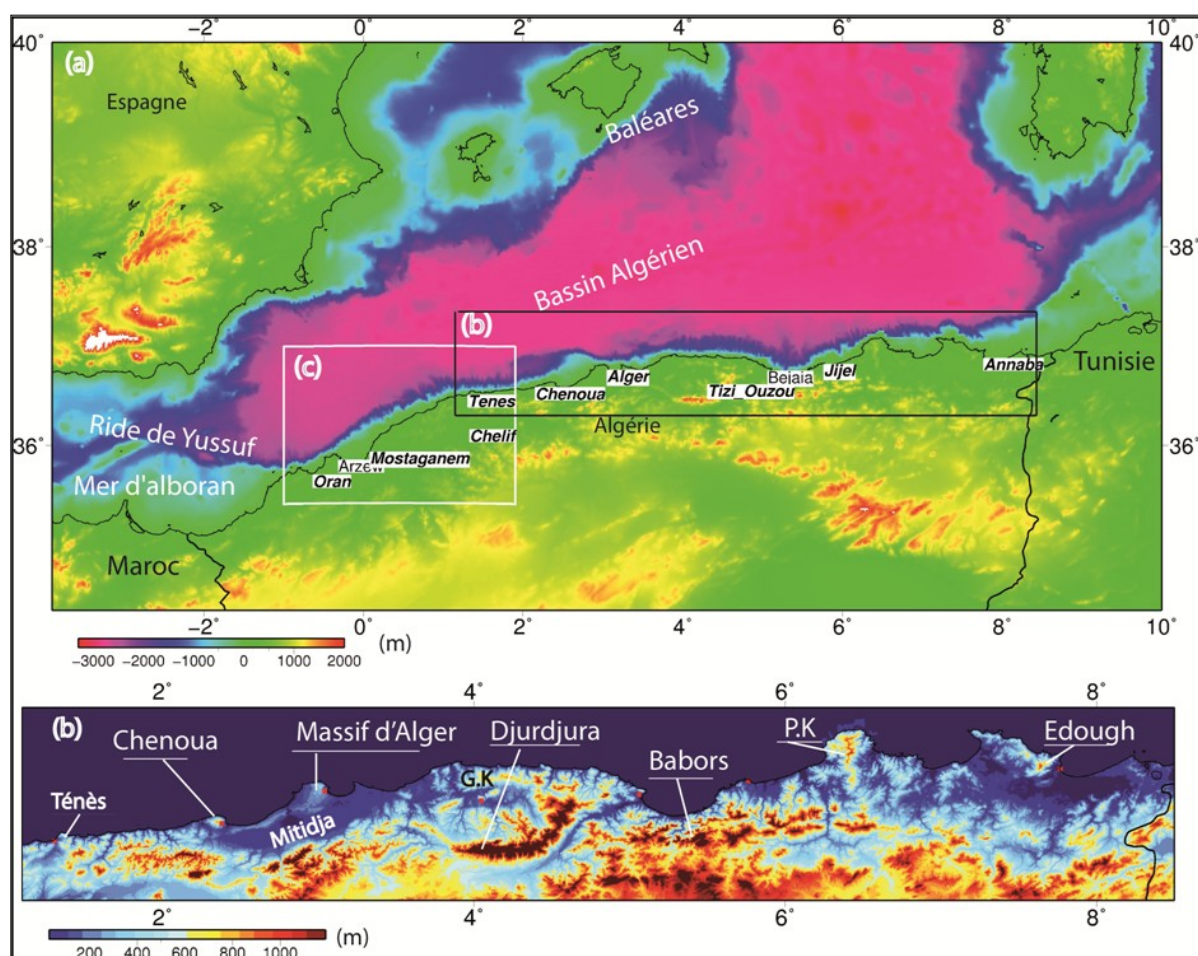 −2° 0° 2° 4° 6° 8° 10°
40° 40°
(a)
Espagne
Baléares
38° 38°
Bassin Algérien
(b)
(c)
Tunisie
Annaba
Jijel
Bejaia
Alger
Tizi_Ouzou
Chenoua
Tenes
Algérie
Ride de Yussuf
Chelif
36° 36°
Mostaganem
Arzew
Mer d'alboran
Oran
Maroc
−2° 0° 2° 4° 6° 8° 10°
(m)
−3000 −2000 −1000 0 1000 2000
2° 4° 6° 8°
(b)
Chenoua
Massif d'Alger
Djurdjura
P.K
Edough
Babors
G.K
Ténès
Mitidja
2° 4° 6° 8°
(m)
200 400 600 800 1000